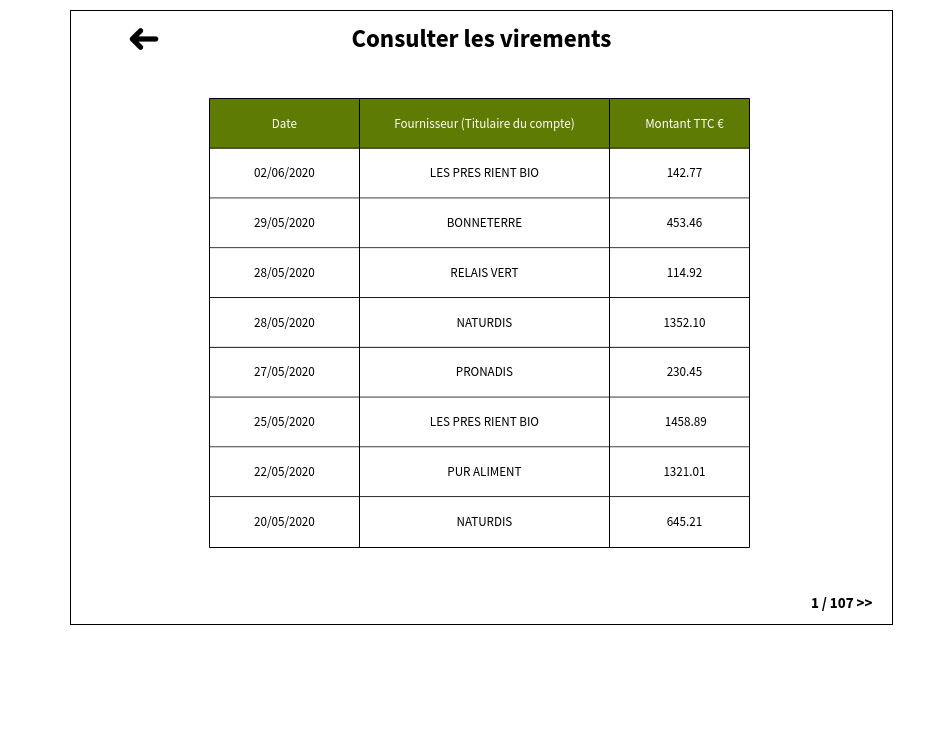 Consulter les virements
Date Fournisseur (Titulaire du compte) Montant TTC €
02/06/2020 LES PRES RIENT BIO 142.77
29/05/2020 BONNETERRE 453.46
28/05/2020 RELAIS VERT 114.92
28/05/2020 NATURDIS 1352.10
27/05/2020 PRONADIS 230.45
25/05/2020 LES PRES RIENT BIO 1458.89
22/05/2020 PUR ALIMENT 1321.01
20/05/2020 NATURDIS 645.21
1 / 107 >>